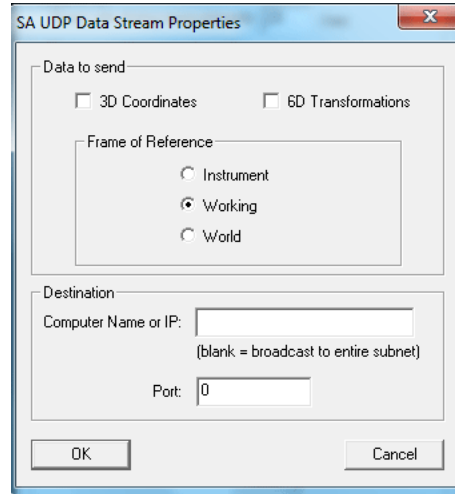 SA UDP Data Stream Properties
Data to send
3D Coordinates 6D Transformations
Frame of Reference
Instrument
Working
World
Destination
Computer Name or IP:
(blank = broadcast to entire subnet)
Port: 0
OK Cancel